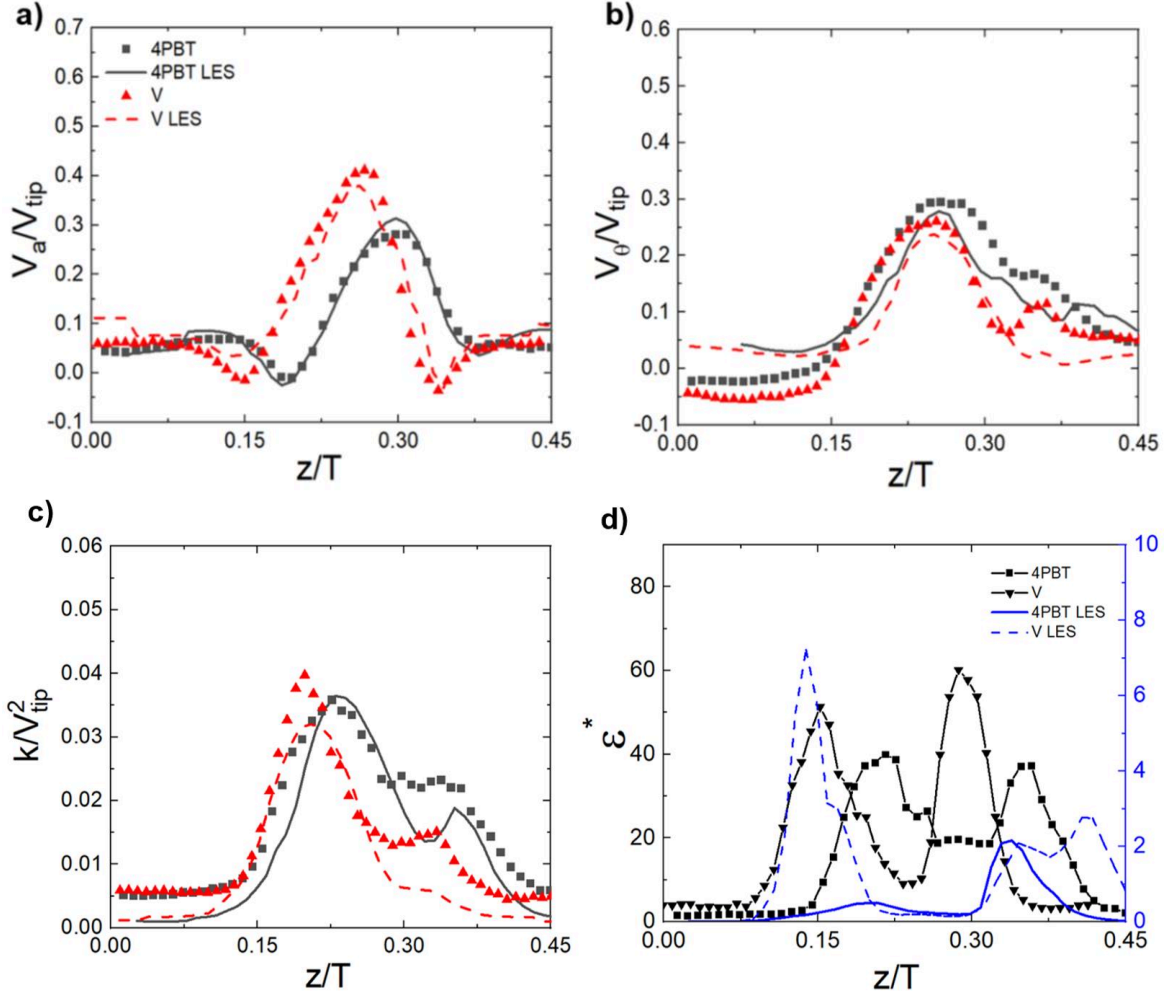 a)
0.7
0.6
0.5
0.4
0.3
0.2
0.1
0.0
-0.1
V_a/V_tip
4PBT
4PBT LES
V
V LES
0.00 0.15 0.30 0.45
z/T
b)
0.6
0.5
0.4
0.3
0.2
0.1
0.0
-0.1
V_θ/V_tip
0.00 0.15 0.30 0.45
z/T
c)
0.06
0.05
0.04
0.03
0.02
0.01
0.00
k/V²_tip
0.00 0.15 0.30 0.45
z/T
d)
80
60
40
20
0
ε*
4PBT
V
4PBT LES
V LES
10
8
6
4
2
0
0.00 0.15 0.30 0.45
z/T